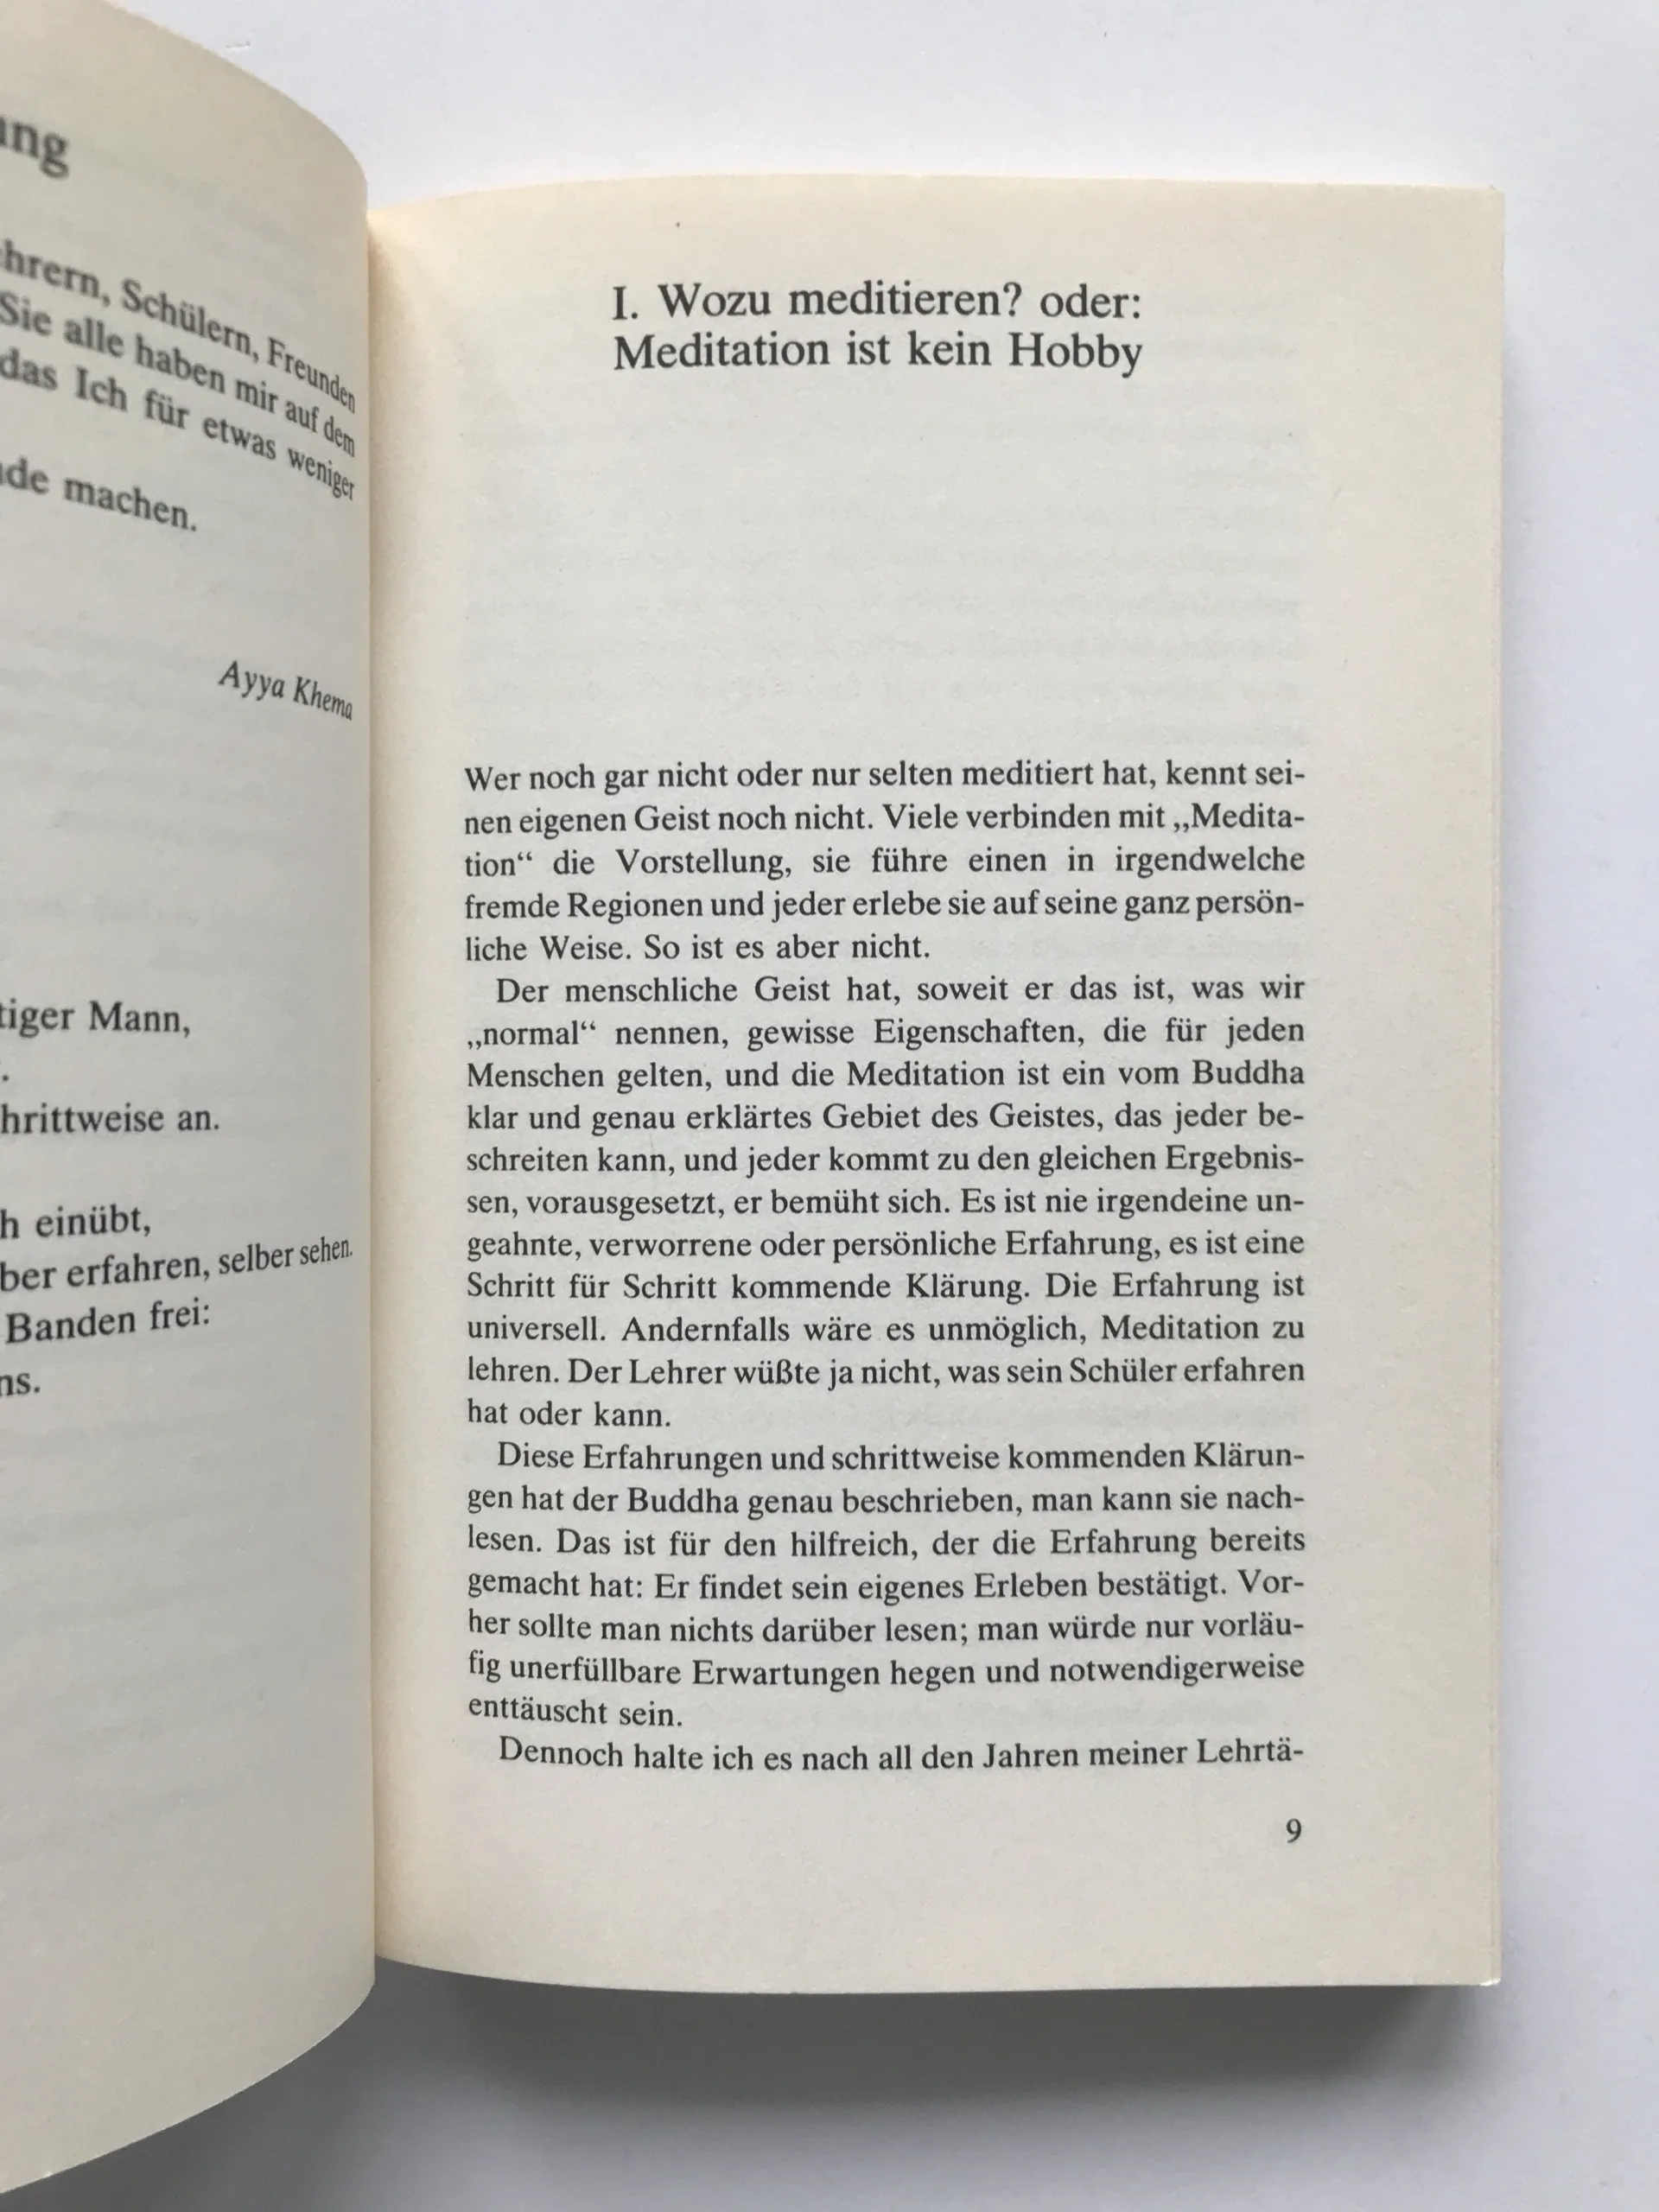 ung
hrern, Schülern, Freunden
Sie alle haben mir auf dem
das Ich für etwas weniger
de machen.
Ayya Khema
tiger Mann,
.
hrittweise an.
h einübt,
ber erfahren, selber sehen.
Banden frei:
ns.
I. Wozu meditieren? oder:
Meditation ist kein Hobby
Wer noch gar nicht oder nur selten meditiert hat, kennt sei-
nen eigenen Geist noch nicht. Viele verbinden mit „Medita-
tion“ die Vorstellung, sie führe einen in irgendwelche
fremde Regionen und jeder erlebe sie auf seine ganz persön-
liche Weise. So ist es aber nicht.
Der menschliche Geist hat, soweit er das ist, was wir
„normal“ nennen, gewisse Eigenschaften, die für jeden
Menschen gelten, und die Meditation ist ein vom Buddha
klar und genau erklärtes Gebiet des Geistes, das jeder be-
schreiten kann, und jeder kommt zu den gleichen Ergebnis-
sen, vorausgesetzt, er bemüht sich. Es ist nie irgendeine un-
geahnte, verworrene oder persönliche Erfahrung, es ist eine
Schritt für Schritt kommende Klärung. Die Erfahrung ist
universell. Andernfalls wäre es unmöglich, Meditation zu
lehren. Der Lehrer wüßte ja nicht, was sein Schüler erfahren
hat oder kann.
Diese Erfahrungen und schrittweise kommenden Klärun-
gen hat der Buddha genau beschrieben, man kann sie nach-
lesen. Das ist für den hilfreich, der die Erfahrung bereits
gemacht hat: Er findet sein eigenes Erleben bestätigt. Vor-
her sollte man nichts darüber lesen; man würde nur vorläu-
fig unerfüllbare Erwartungen hegen und notwendigerweise
enttäuscht sein.
Dennoch halte ich es nach all den Jahren meiner Lehrtä-
9